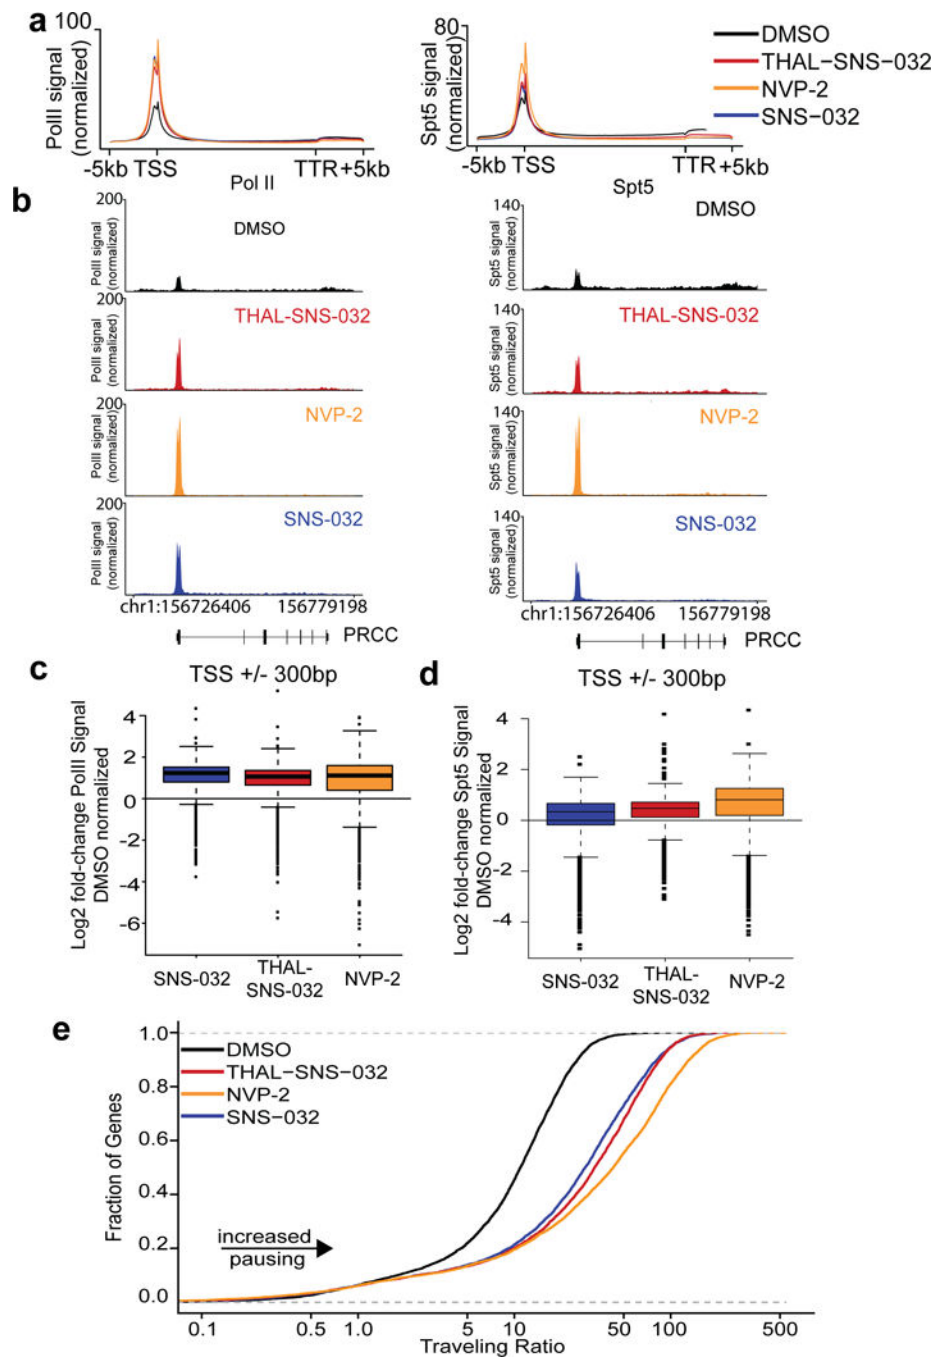 a
100
PolII signal
(normalized)
-5kb TSS
TTR +5kb
Pol II
80
Spt5 signal
(normalized)
-5kb TSS
TTR +5kb
Spt5
DMSO
THAL-SNS-032
NVP-2
SNS-032
b
200
PolII signal
(normalized)
DMSO
200
PolII signal
(normalized)
THAL-SNS-032
200
PolII signal
(normalized)
NVP-2
200
PolII signal
(normalized)
SNS-032
chr1:156726406
156779198
PRCC
140
Spt5 signal
(normalized)
DMSO
140
Spt5 signal
(normalized)
THAL-SNS-032
140
Spt5 signal
(normalized)
NVP-2
140
Spt5 signal
(normalized)
SNS-032
chr1:156726406
156779198
PRCC
c
TSS +/- 300bp
Log2 fold-change PolII Signal
DMSO normalized
4
2
0
-2
-4
-6
SNS-032
THAL-
SNS-032
NVP-2
d
TSS +/- 300bp
Log2 fold-change Spt5 Signal
DMSO normalized
4
2
0
-2
-4
SNS-032
THAL-
SNS-032
NVP-2
e
Fraction of Genes
1.0
0.8
0.6
0.4
0.2
0.0
DMSO
THAL-SNS-032
NVP-2
SNS-032
increased
pausing
0.1 0.5 1.0 5 10 50 100 500
Traveling Ratio